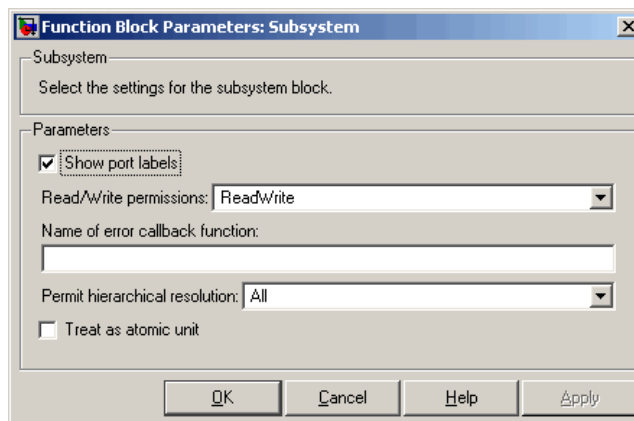 Function Block Parameters: Subsystem
Subsystem
Select the settings for the subsystem block.
Parameters
Show port labels
Read/Write permissions: ReadWrite
Name of error callback function:
Permit hierarchical resolution: All
Treat as atomic unit
OK Cancel Help Apply